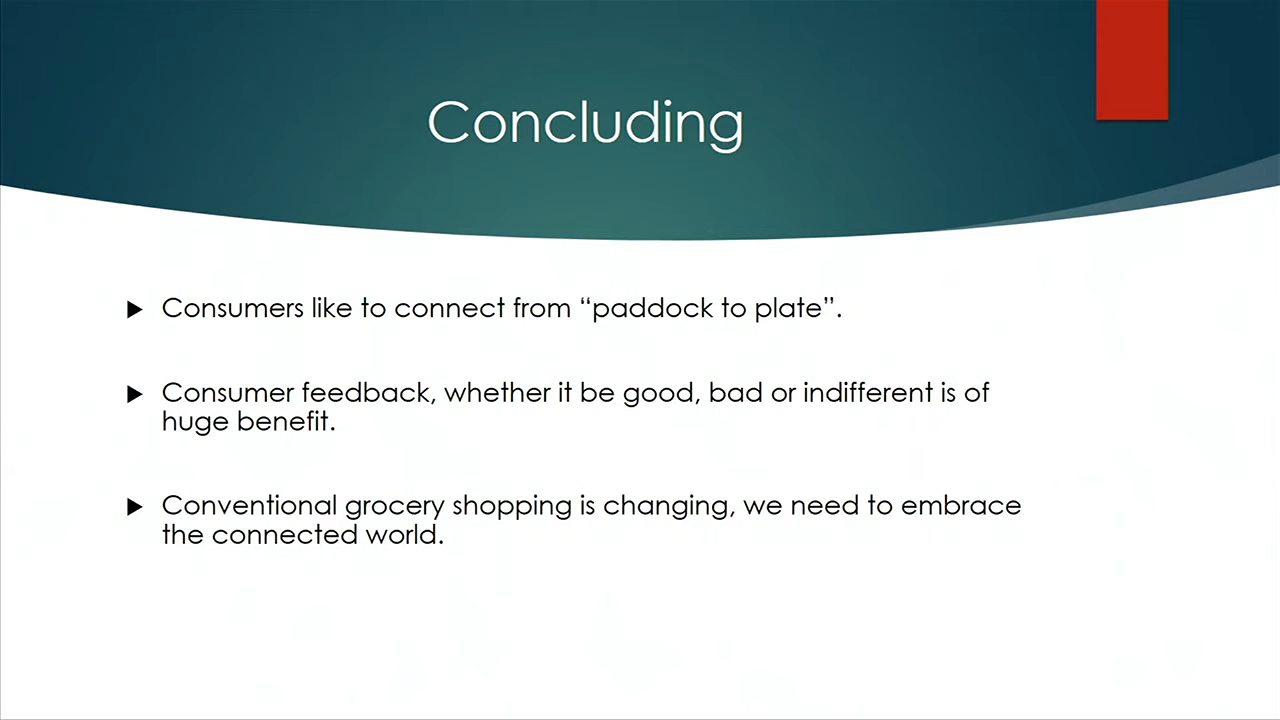 Concluding
Consumers like to connect from “paddock to plate”.
Consumer feedback, whether it be good, bad or indifferent is of
huge benefit.
Conventional grocery shopping is changing, we need to embrace
the connected world.